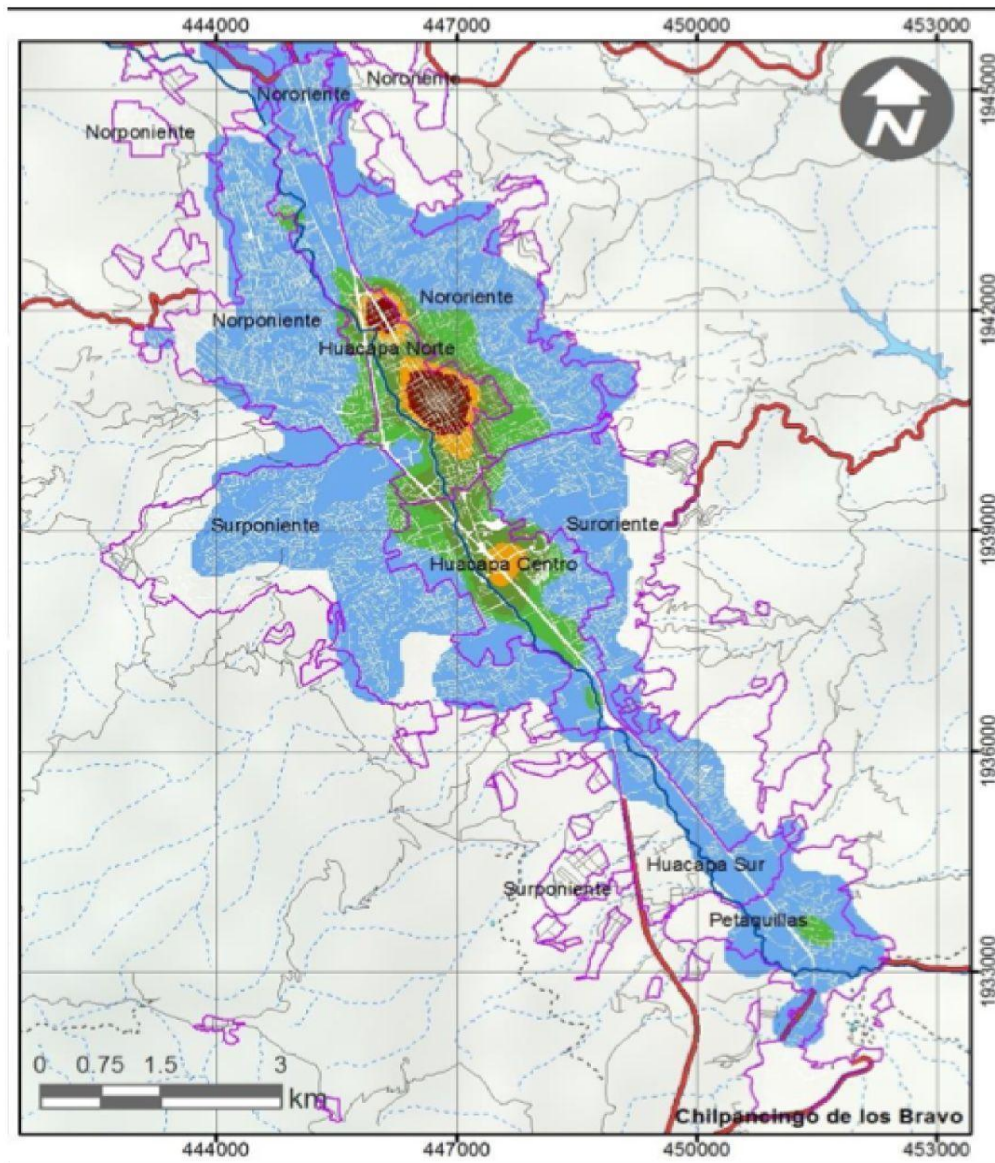 444000 447000 450000 453000
Nororiente
Nororiente
1945000
Norponiente
N
Nororiente
1942000
Norponiente
Huacapa Norte
Surponiente
Suroriente
1939000
Huacapa Centro
1936000
Huacapa Sur
Surponiente
Petaquillas
1933000
0 0.75 1.5 3
km
Chilpancingo de los Bravo
444000 447000 450000 453000